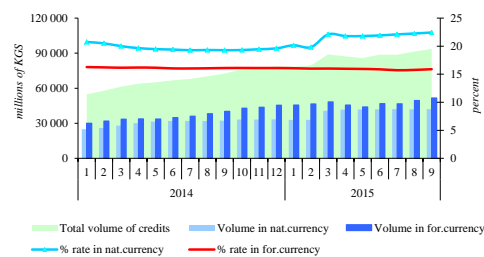 120 000 25
90 000 20
60 000 15
30 000 10
5
0 0
millions of KGS
percent
1 2 3 4 5 6 7 8 9 10 11 12 1 2 3 4 5 6 7 8 9
2014 2015
Total volume of credits Volume in nat.currency Volume in for.currency
% rate in nat.currency % rate in for.currency